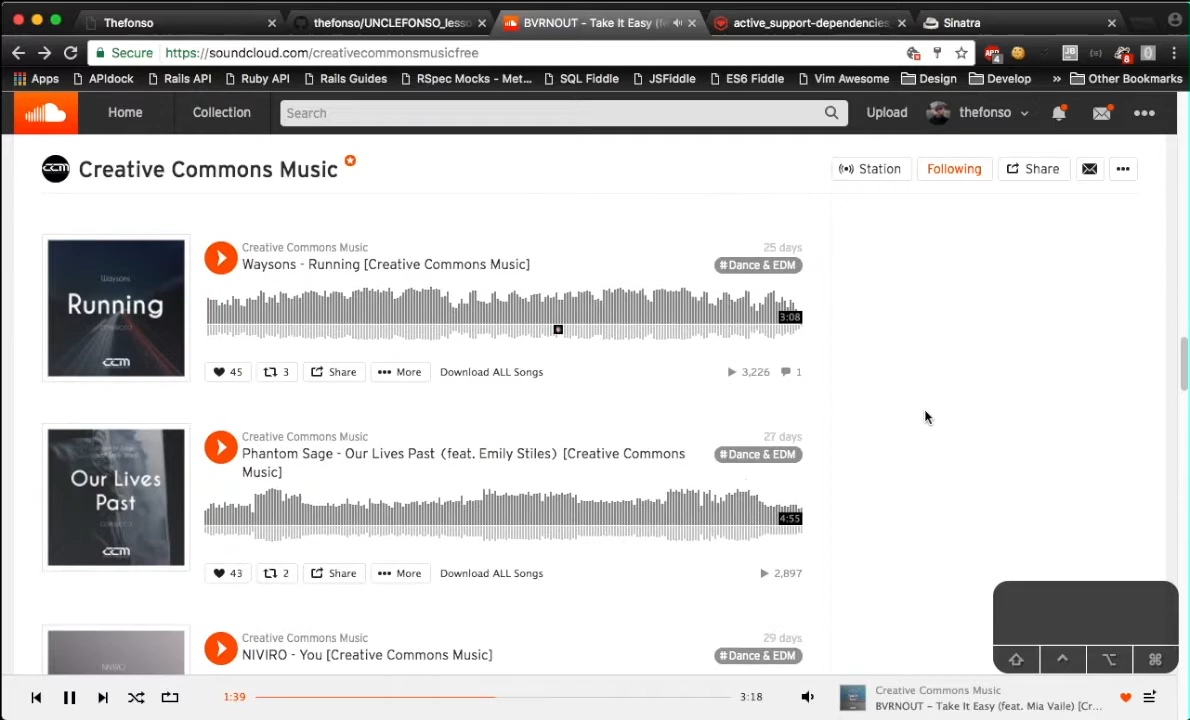 Thefonso
thefonso/UNCLEFONSO_lesso
BVRNOUT - Take It Easy (fe
active_support-dependencies
Sinatra
Secure https://soundcloud.com/creativecommonsmusicfree
Apps APIdock Rails API Ruby API Rails Guides RSpec Mocks - Met... SQL Fiddle JSFiddle ES6 Fiddle Vim Awesome Design Develop » Other Bookmarks
Home Collection Search Upload thefonso
Creative Commons Music
Station Following Share
Creative Commons Music 25 days
Waysons - Running [Creative Commons Music] # Dance & EDM
Waysons
Running
CCM
3:08
45 3 Share More Download ALL Songs 3,226 1
Creative Commons Music 27 days
Phantom Sage - Our Lives Past (feat. Emily Stiles) [Creative Commons # Dance & EDM
Music]
Our Lives
Past
CCM
4:55
43 2 Share More Download ALL Songs 2,897
Creative Commons Music 29 days
NIVIRO - You [Creative Commons Music] # Dance & EDM
NIVIRO
1:39 3:18
Creative Commons Music
BVRNOUT – Take It Easy (feat. Mia Vaile) [Cr...